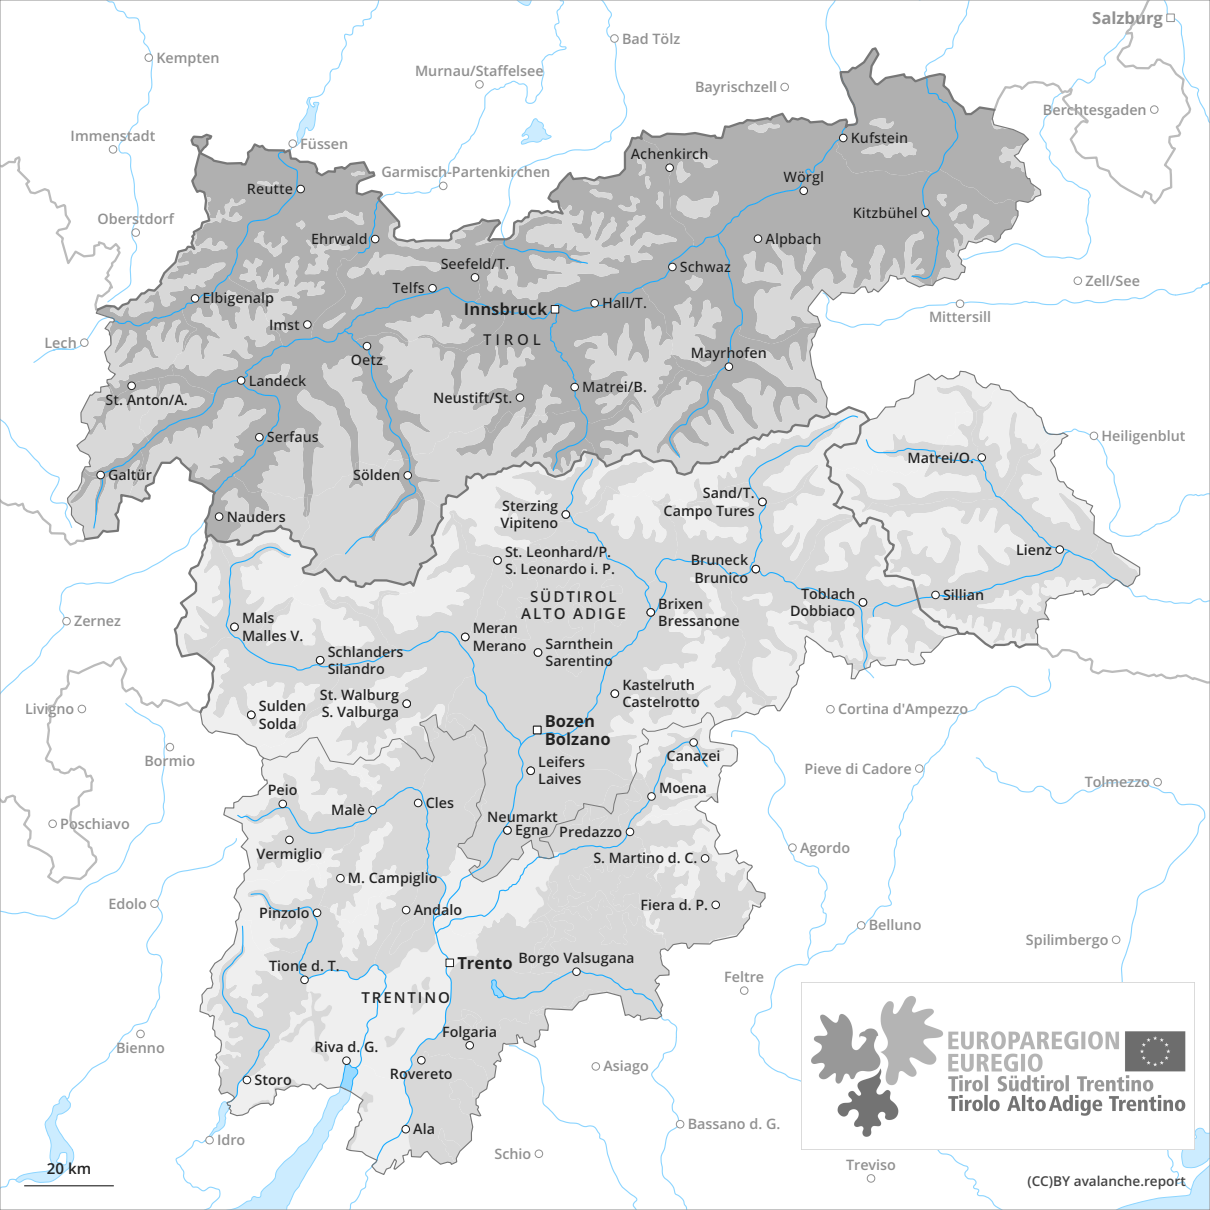 Salzburg
Kempten
Bad Tölz
Murnau/Staffelsee
Bayrischzell
Berchtesgaden
Immenstadt
Füssen
Kufstein
Achenkirch
Garmisch-Partenkirchen
Wörgl
Reutte
Oberstdorf
Kitzbühel
Ehrwald
Alpbach
Seefeld/T.
Schwaz
Zell/See
Telfs
Elbigenalp
Hall/T.
Innsbruck
Mittersill
Imst
TIROL
Lech
Oetz
Mayrhofen
Landeck
Matrei/B.
St. Anton/A.
Neustift/St.
Serfaus
Heiligenblut
Matrei/O.
Galtür
Sölden
Sand/T.
Campo Tures
Sterzing
Vipiteno
Nauders
St. Leonhard/P.
S. Leonardo i. P.
Lienz
Bruneck
Brunico
SÜDTIROL
ALTO ADIGE
Toblach
Dobbiaco
Sillian
Brixen
Bressanone
Zernez
Mals
Malles V.
Meran
Merano
Sarnthein
Sarentino
Schlanders
Silandro
Kastelruth
Castelrotto
St. Walburg
S. Valburga
Livigno
Sulden
Solda
Cortina d'Ampezzo
Bozen
Bolzano
Bormio
Canazei
Leifers
Laives
Pieve di Cadore
Tolmezzo
Peio
Moena
Malè
Cles
Neumarkt
Egna
Predazzo
Poschiavo
Vermiglio
S. Martino d. C.
Agordo
M. Campiglio
Edolo
Pinzolo
Andalo
Fiera d. P.
Belluno
Spilimbergo
Tione d. T.
Trento
Borgo Valsugana
Feltre
TRENTINO
Folgaria
Bienno
Riva d. G.
EUROPAREGION
EUREGIO
Tirol Südtirol Trentino
Tirolo Alto Adige Trentino
Storo
Rovereto
Asiago
Idro
Ala
Bassano d. G.
Schio
Treviso
20 km
(CC)BY avalanche.report